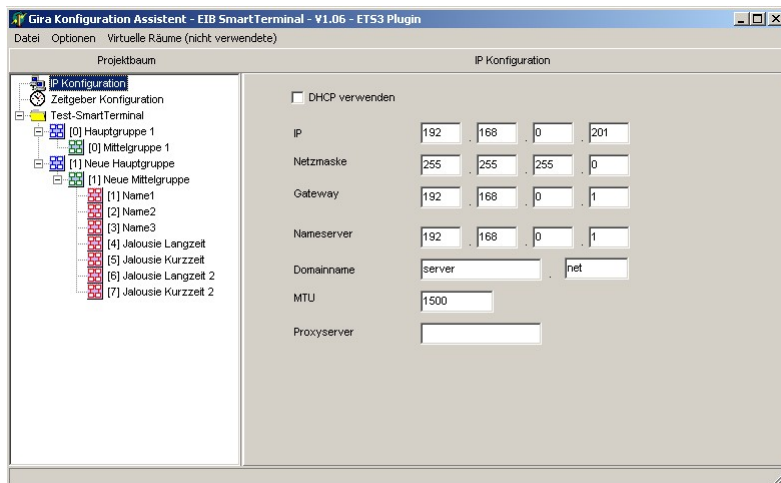 Gira Konfiguration Assistent - EIB SmartTerminal - V1.06 - ETS3 Plugin
Datei Optionen Virtuelle Räume (nicht verwendete)
Projektbaum
IP Konfiguration
IP Konfiguration
Zeitgeber Konfiguration
Test-SmartTerminal
[0] Hauptgruppe 1
[0] Mittelgruppe 1
[1] Neue Hauptgruppe
[1] Neue Mittelgruppe
[1] Name1
[2] Name2
[3] Name3
[4] Jalousie Langzeit
[5] Jalousie Kurzzeit
[6] Jalousie Langzeit 2
[7] Jalousie Kurzzeit 2
DHCP verwenden
IP 192 . 168 . 0 . 201
Netzmaske 255 . 255 . 255 . 0
Gateway 192 . 168 . 0 . 1
Nameserver 192 . 168 . 0 . 1
Domainname server . net
MTU 1500
Proxyserver